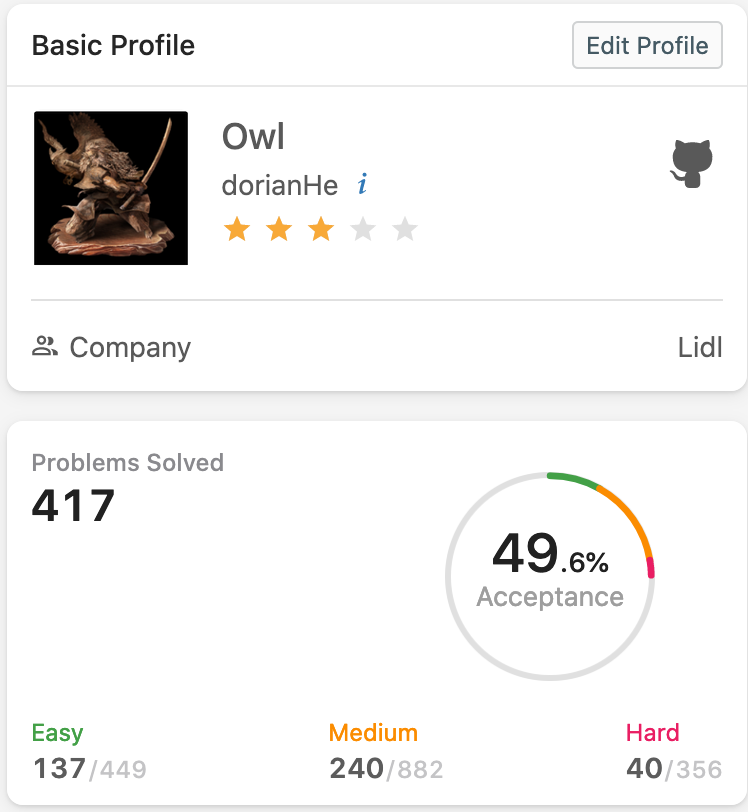 Basic Profile
Edit Profile
Owl
dorianHe i
Company
Lidl
Problems Solved
417
49.6%
Acceptance
Easy
137/449
Medium
240/882
Hard
40/356